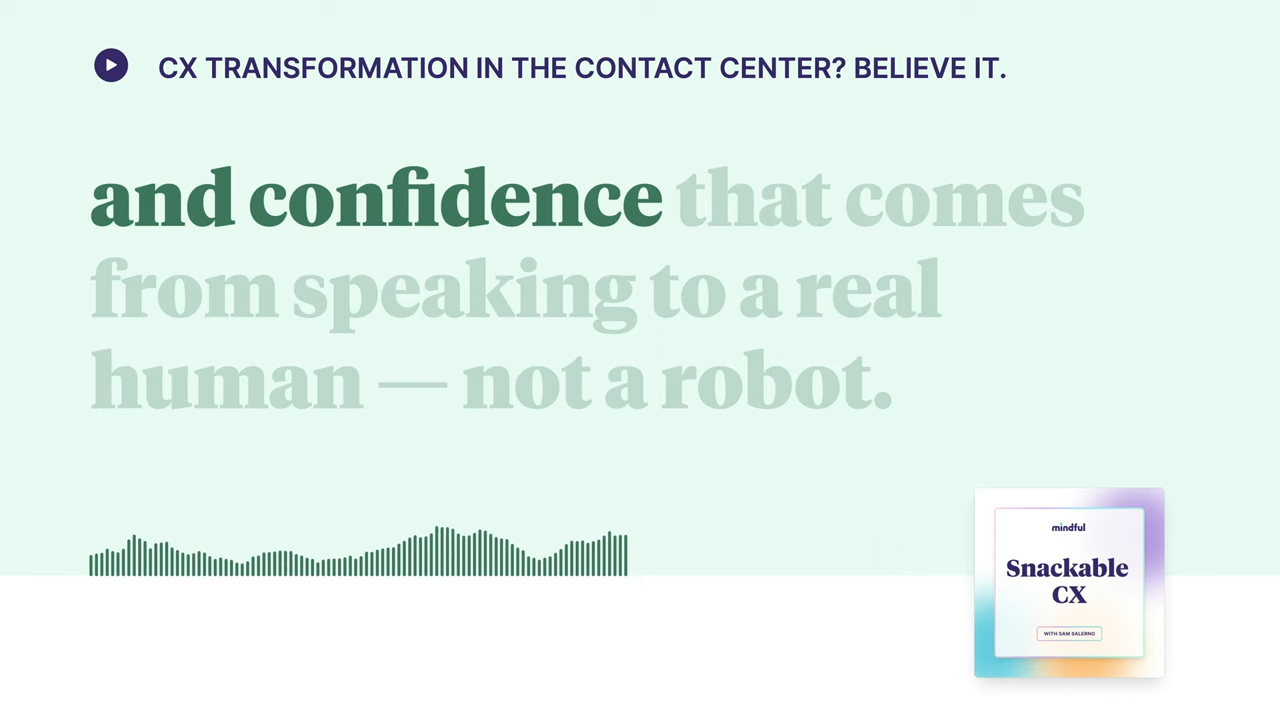 CX TRANSFORMATION IN THE CONTACT CENTER? BELIEVE IT.
and confidence that comes
from speaking to a real
human — not a robot.
mindful
Snackable
CX
WITH SAM SALERNO